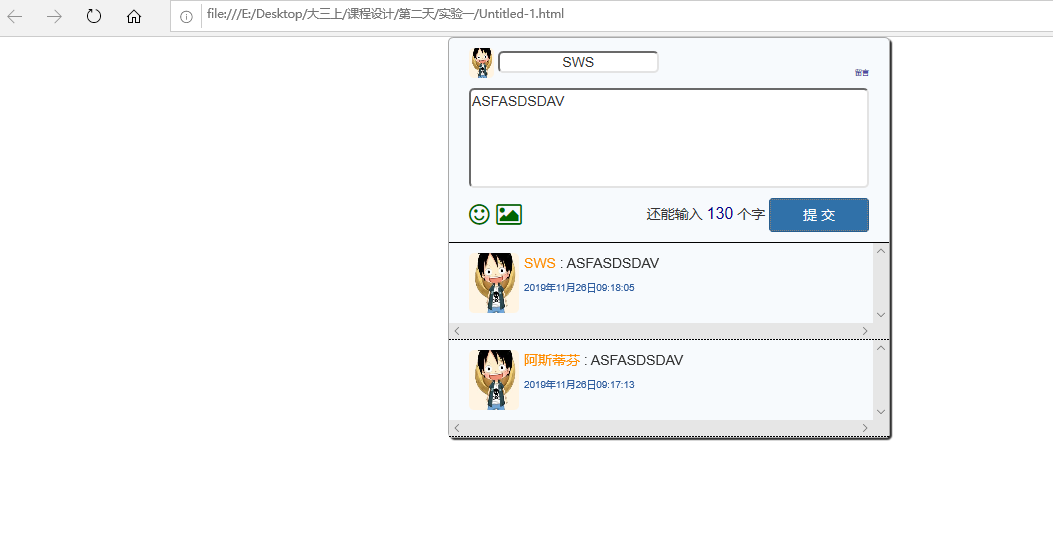 file:///E:/Desktop/大三上/课程设计/第二天/实验一/Untitled-1.html
SWS
留言
ASFASDSDAV
还能输入 130 个字 提 交
SWS : ASFASDSDAV
2019年11月26日09:18:05
阿斯蒂芬 : ASFASDSDAV
2019年11月26日09:17:13